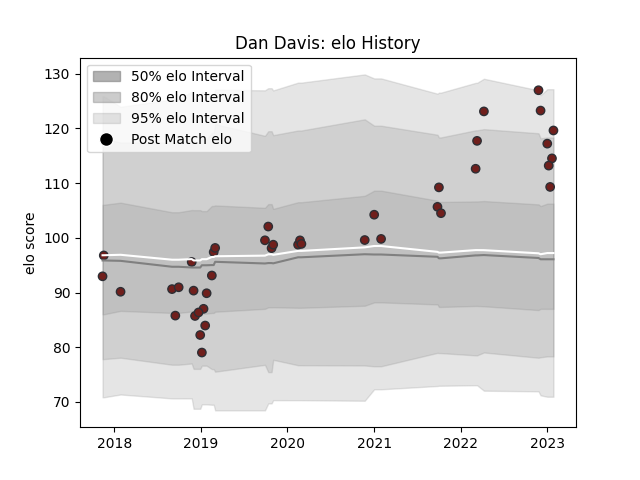 Dan Davis: elo History
50% elo Interval
80% elo Interval
95% elo Interval
Post Match elo
elo score
130
120
110
100
90
80
70
2018 2019 2020 2021 2022 2023